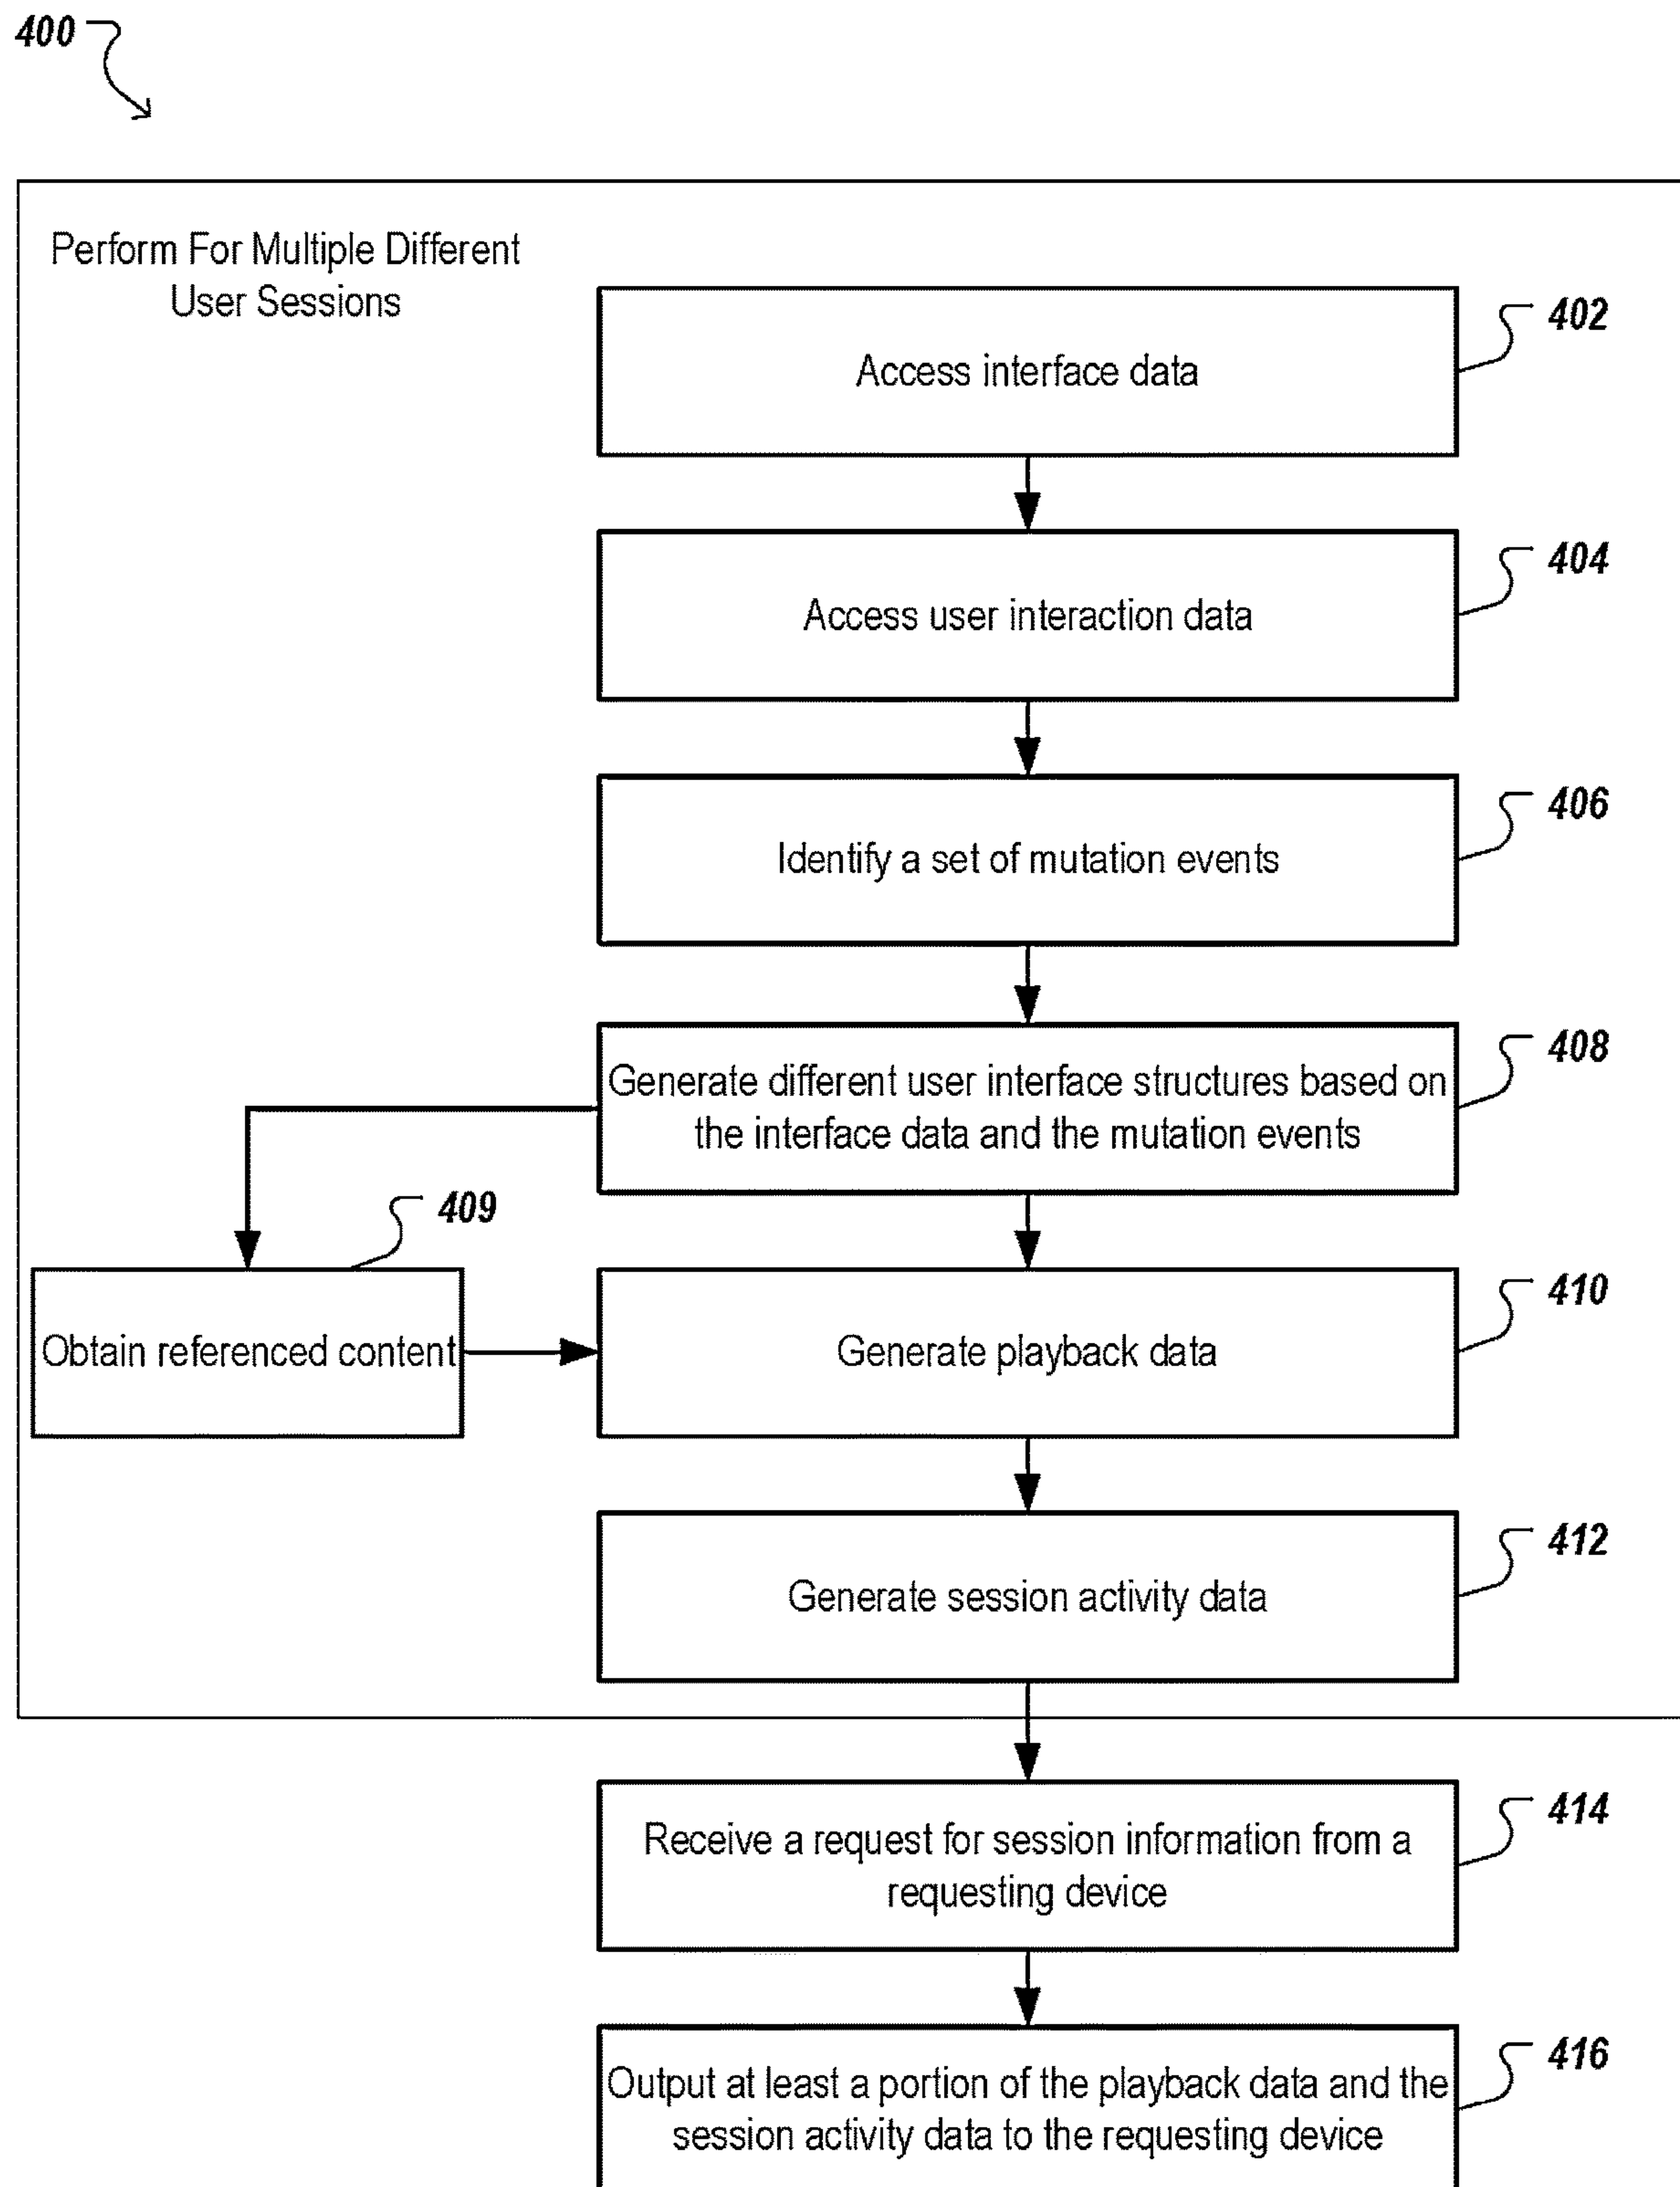 400
Perform For Multiple Different
User Sessions
402
Access interface data
404
Access user interaction data
406
Identify a set of mutation events
408
Generate different user interface structures based on
the interface data and the mutation events
409
410
Obtain referenced content
Generate playback data
412
Generate session activity data
414
Receive a request for session information from a
requesting device
416
Output at least a portion of the playback data and the
session activity data to the requesting device